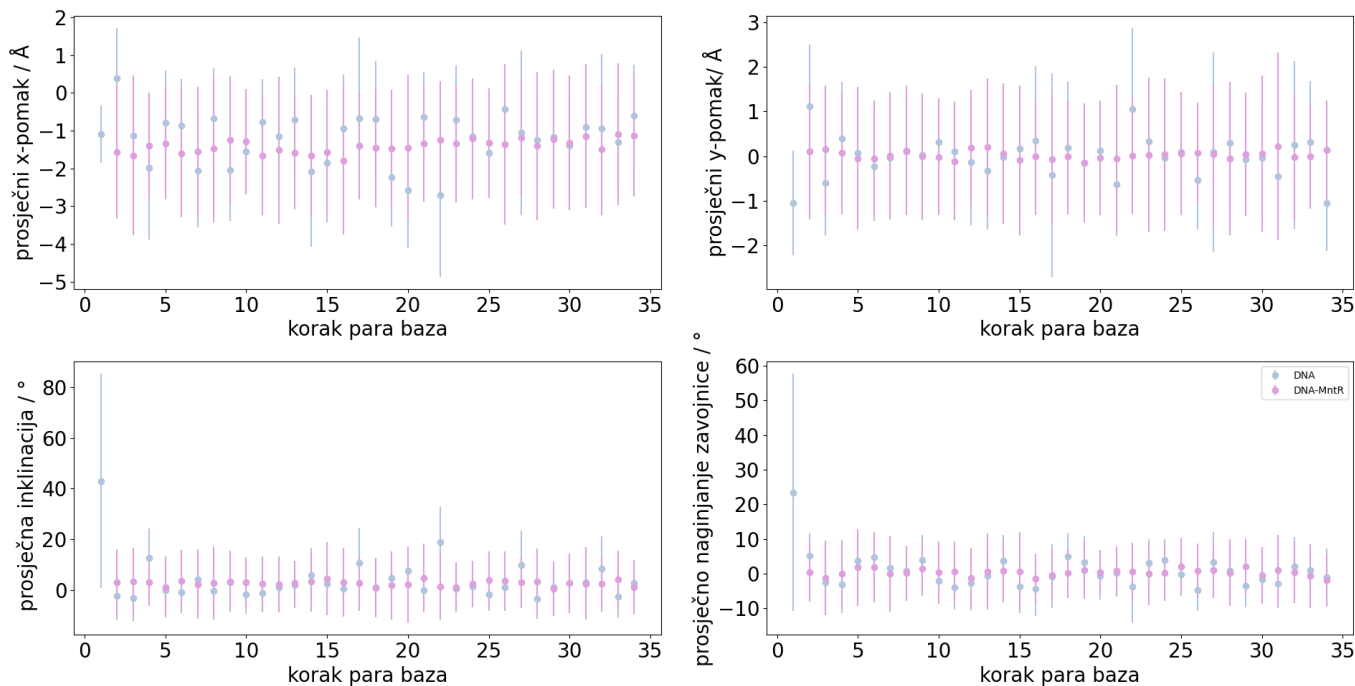 prosječni x-pomak / Å
2
1
0
−1
−2
−3
−4
−5
0 5 10 15 20 25 30 35
korak para baza
prosječni y-pomak/ Å
3
2
1
0
−1
−2
0 5 10 15 20 25 30 35
korak para baza
prosječna inklinacija / °
80
60
40
20
0
0 5 10 15 20 25 30 35
korak para baza
prosječno naginjanje zavojnice / °
60
50
40
30
20
10
0
−10
DNA
DNA-MntR
0 5 10 15 20 25 30 35
korak para baza